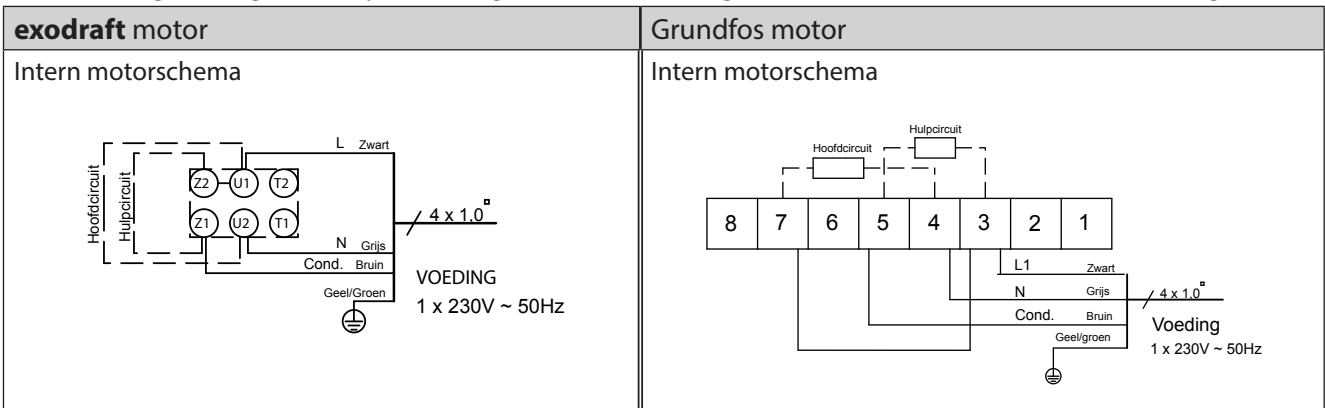 exodraft motor
Intern motorschema
L Zwart
Hoofdcircuit
Hulpcircuit
Z2 U1 T2
Z1 U2 T1
4 x 1,0
N Grijs
Cond. Bruin
Geel/Groen
VOEDING
1 x 230V ~ 50Hz
Grundfos motor
Intern motorschema
Hulpcircuit
Hoofdcircuit
8 7 6 5 4 3 2 1
L1 Zwart
N Grijs
4 x 1,0
Cond. Bruin
Geel/groen
Voeding
1 x 230V ~ 50Hz